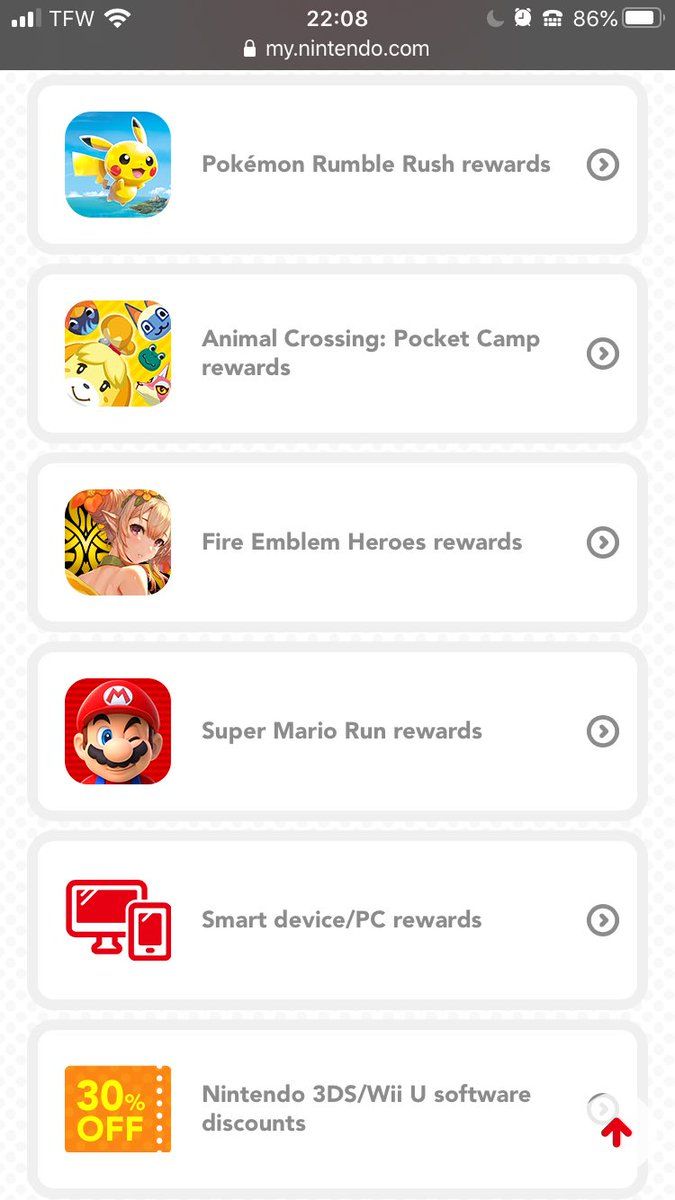 TFW 22:08 86%
my.nintendo.com
Pokémon Rumble Rush rewards
Animal Crossing: Pocket Camp
rewards
Fire Emblem Heroes rewards
M
Super Mario Run rewards
Smart device/PC rewards
30%
OFF
Nintendo 3DS/Wii U software
discounts